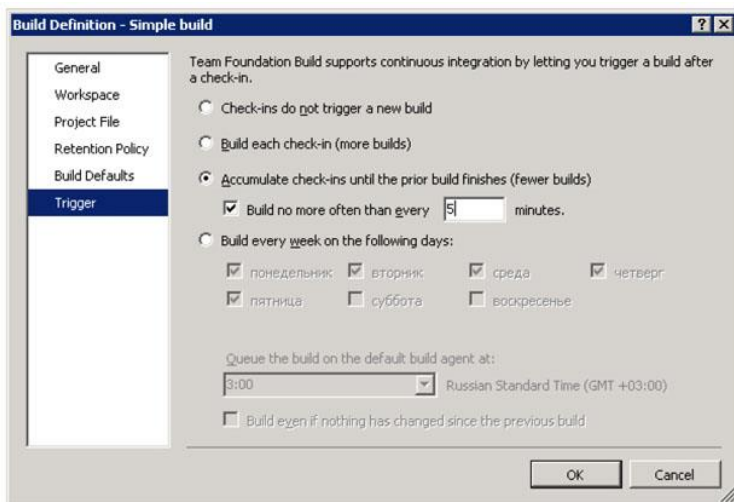 Build Definition - Simple build
General
Workspace
Project File
Retention Policy
Build Defaults
Trigger
Team Foundation Build supports continuous integration by letting you trigger a build after
a check-in.
Check-ins do not trigger a new build
Build each check-in (more builds)
Accumulate check-ins until the prior build finishes (fewer builds)
Build no more often than every 5 minutes.
Build every week on the following days:
понедельник вторник среда четверг
пятница суббота воскресенье
Queue the build on the default build agent at:
3:00 Russian Standard Time (GMT +03:00)
Build even if nothing has changed since the previous build
OK Cancel